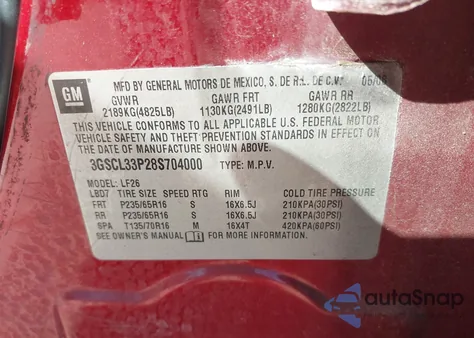 GM
MFD BY GENERAL MOTORS DE MEXICO, S. DE R.L. DE C.V.
GVWR GAWR FRT GAWR RR
2189KG(4825LB) 1130KG(2491LB) 1280KG(2822LB)
THIS VEHICLE CONFORMS TO ALL APPLICABLE U.S. FEDERAL MOTOR
VEHICLE SAFETY AND THEFT PREVENTION STANDARDS IN EFFECT ON
THE DATE OF MANUFACTURE SHOWN ABOVE.
3GSCL33P28S704000 TYPE: M.P.V.
MODEL: LF26
LBD7 TIRE SIZE SPEED RTG RIM COLD TIRE PRESSURE
FRT P235/65R16 S 16X6.5J 210KPA(30PSI)
RR P235/65R16 S 16X6.5J 210KPA(30PSI)
SPA T135/70R16 M 16X4T 420KPA(60PSI)
SEE OWNER'S MANUAL FOR MORE INFORMATION.
autoSnap